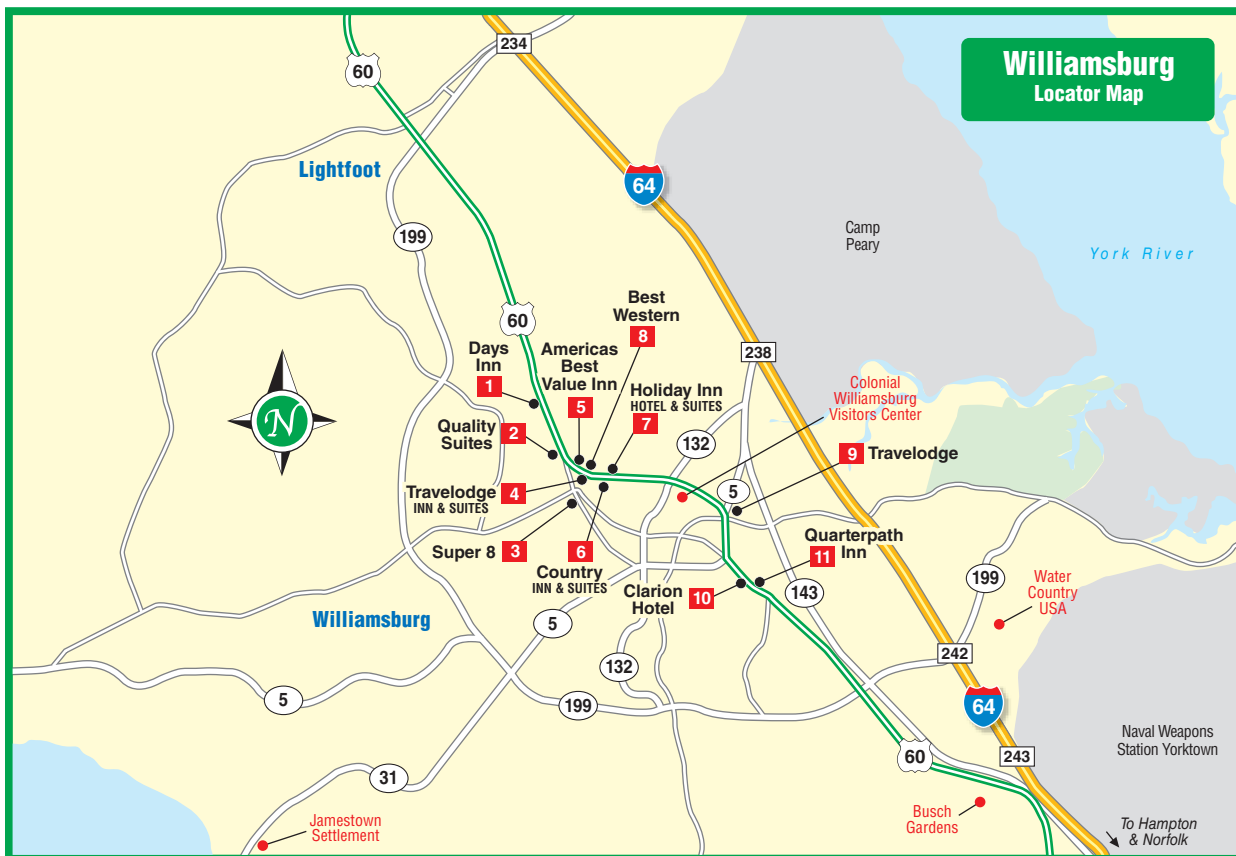 Williamsburg
Locator Map
234
60
Lightfoot
64
199
Camp
Peary
York River
60
Best
Western
8
Days
Inn
1
Americas
Best
Value Inn
5
238
Holiday Inn
HOTEL & SUITES
7
Colonial
Williamsburg
Visitors Center
N
Quality
Suites
2
132
9
Travelodge
Travelodge
INN & SUITES
4
5
Super 8
3
6
Country
INN & SUITES
Quarterpath
Inn
11
Clarion
Hotel
10
143
199
Water
Country
USA
Williamsburg
5
132
242
5
199
64
Naval Weapons
Station Yorktown
60
243
31
Jamestown
Settlement
Busch
Gardens
To Hampton
& Norfolk